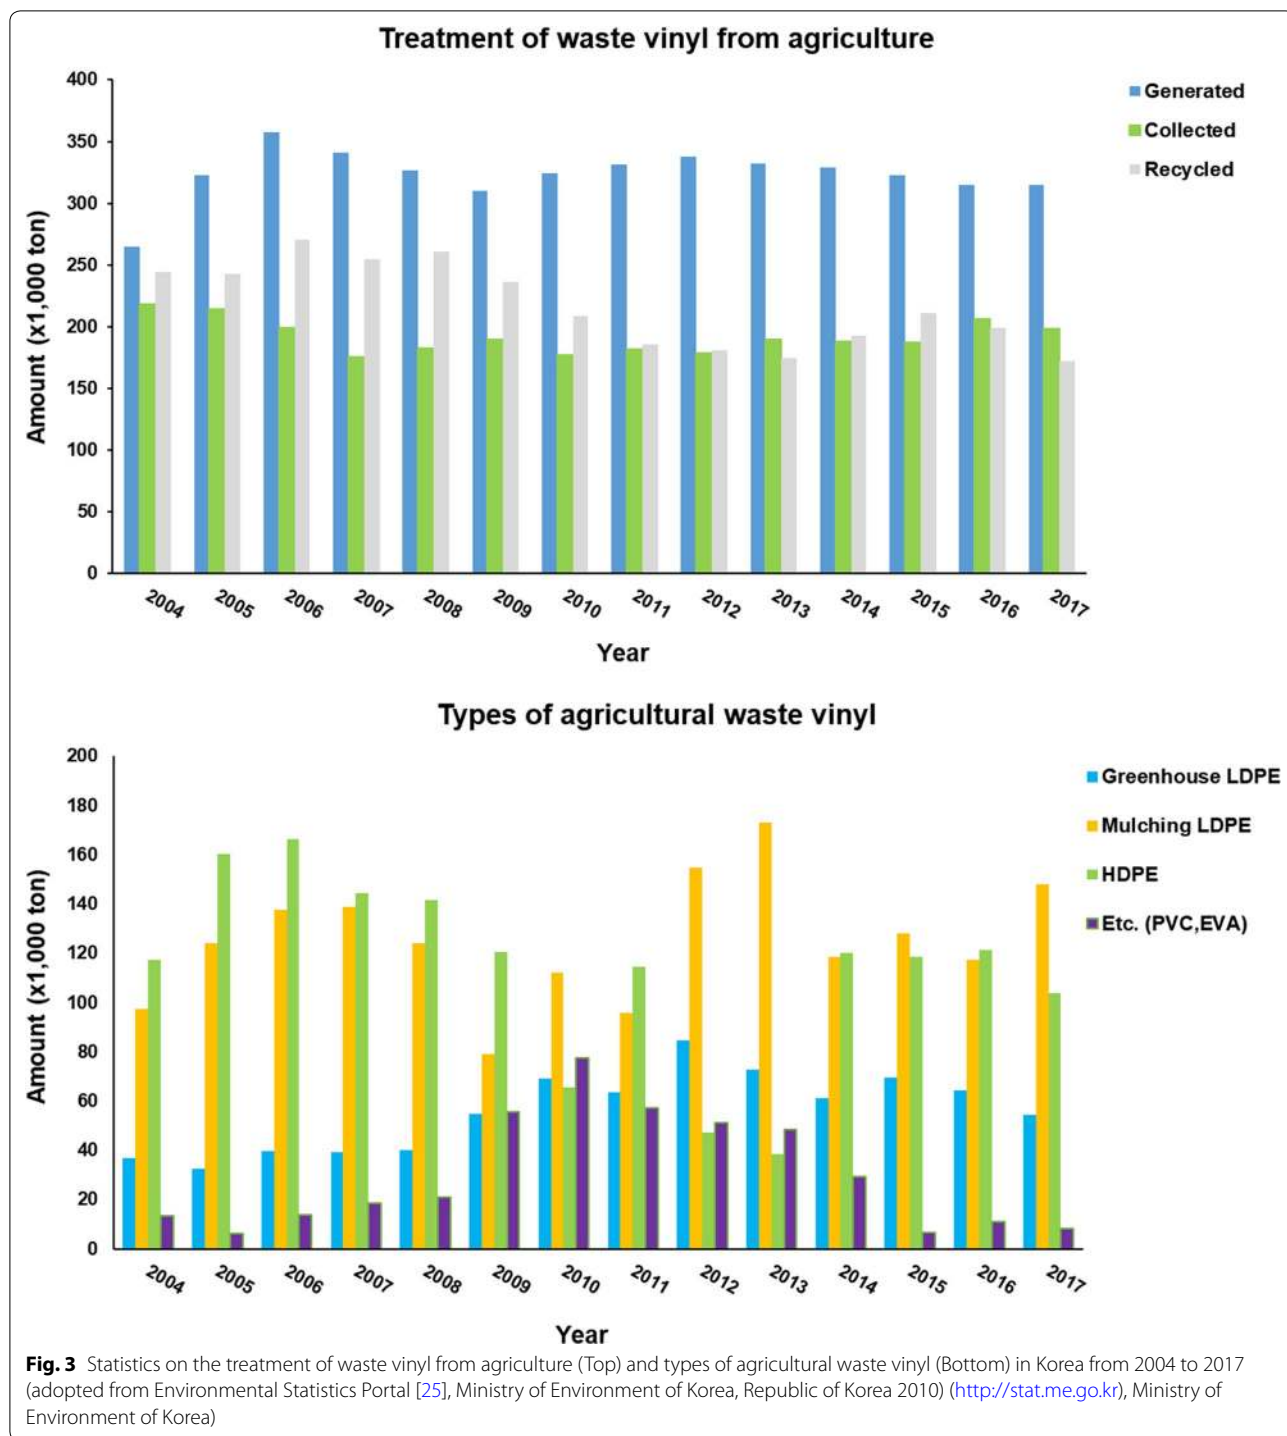 Treatment of waste vinyl from agriculture
400
350
300
250
200
150
100
50
0
Amount (x1,000 ton)
Generated
Collected
Recycled
2004 2005 2006 2007 2008 2009 2010 2011 2012 2013 2014 2015 2016 2017
Year
Types of agricultural waste vinyl
200
180
160
140
120
100
80
60
40
20
0
Amount (x1,000 ton)
Greenhouse LDPE
Mulching LDPE
HDPE
Etc. (PVC,EVA)
2004 2005 2006 2007 2008 2009 2010 2011 2012 2013 2014 2015 2016 2017
Year
Fig. 3 Statistics on the treatment of waste vinyl from agriculture (Top) and types of agricultural waste vinyl (Bottom) in Korea from 2004 to 2017
(adopted from Environmental Statistics Portal [25], Ministry of Environment of Korea, Republic of Korea 2010) (http://stat.me.go.kr), Ministry of
Environment of Korea)